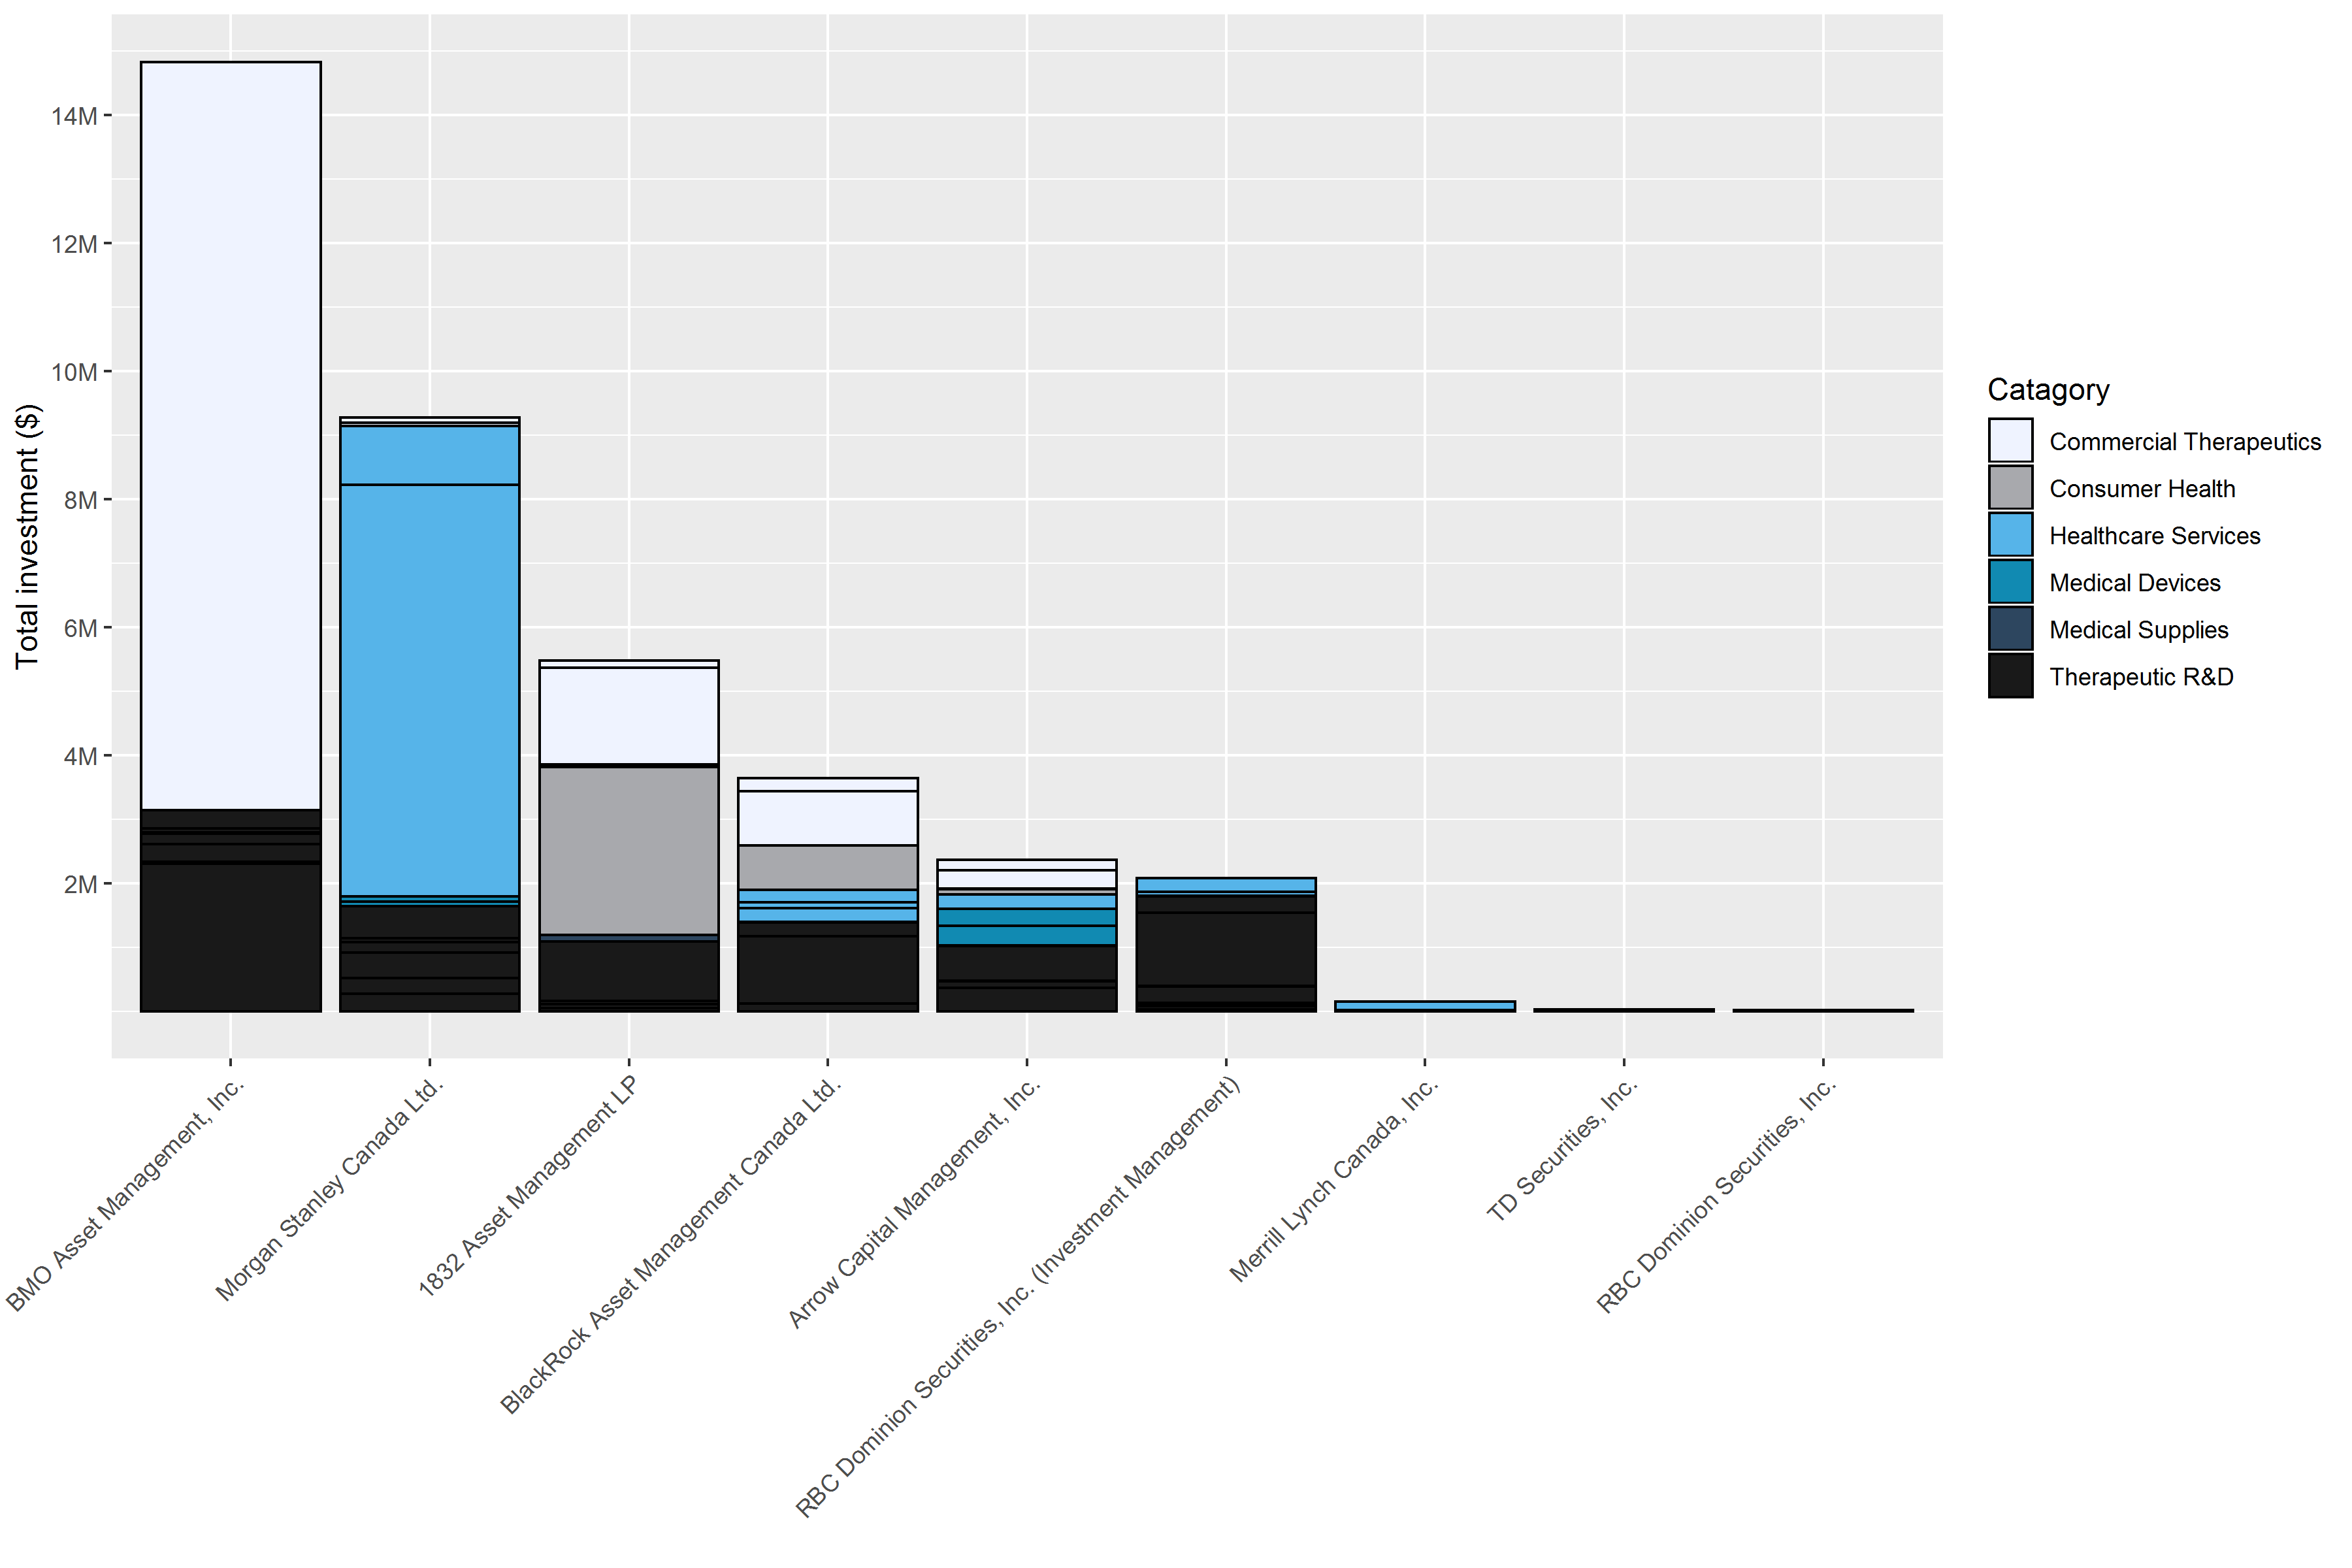 14M
12M
10M
8M
6M
4M
2M
Total investment ($)
BMO Asset Management, Inc.
Morgan Stanley Canada Ltd.
1832 Asset Management LP
BlackRock Asset Management Canada Ltd.
Arrow Capital Management, Inc.
RBC Dominion Securities, Inc. (Investment Management)
Merrill Lynch Canada, Inc.
TD Securities, Inc.
RBC Dominion Securities, Inc.
Catagory
Commercial Therapeutics
Consumer Health
Healthcare Services
Medical Devices
Medical Supplies
Therapeutic R&D